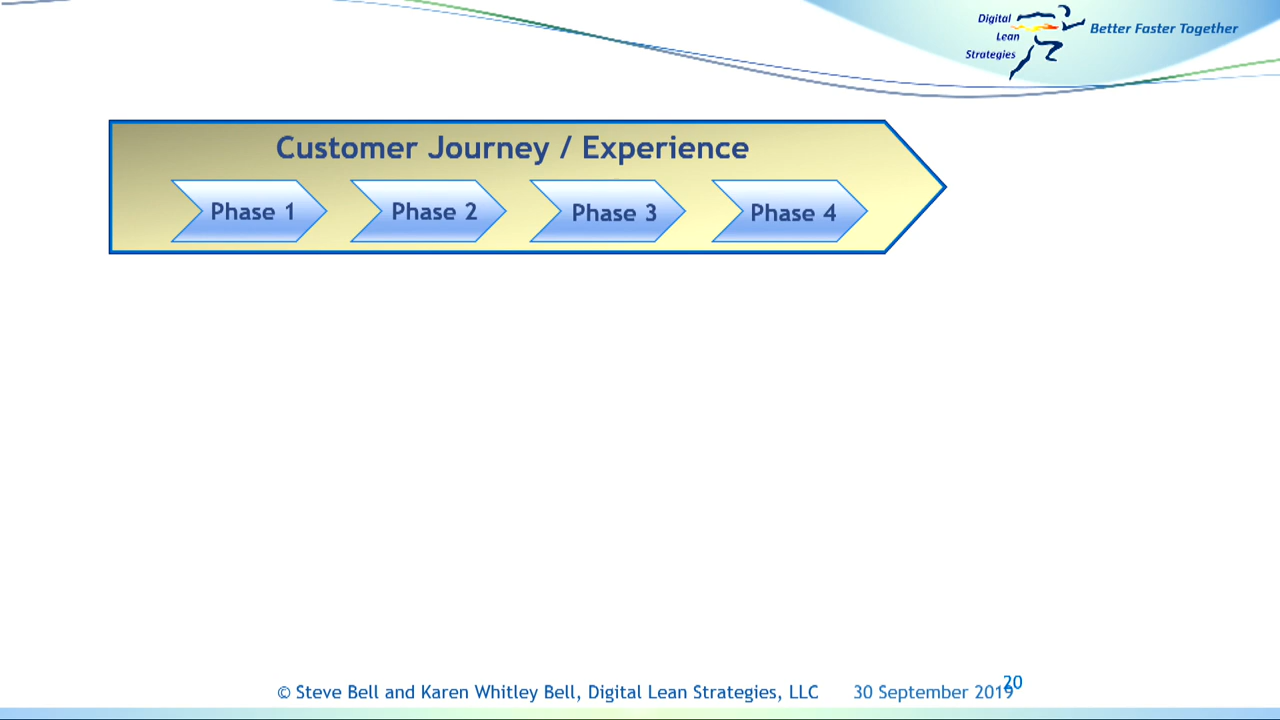 Digital
Lean
Strategies
Better Faster Together
Customer Journey / Experience
Phase 1
Phase 2
Phase 3
Phase 4
© Steve Bell and Karen Whitley Bell, Digital Lean Strategies, LLC
30 September 2019
20